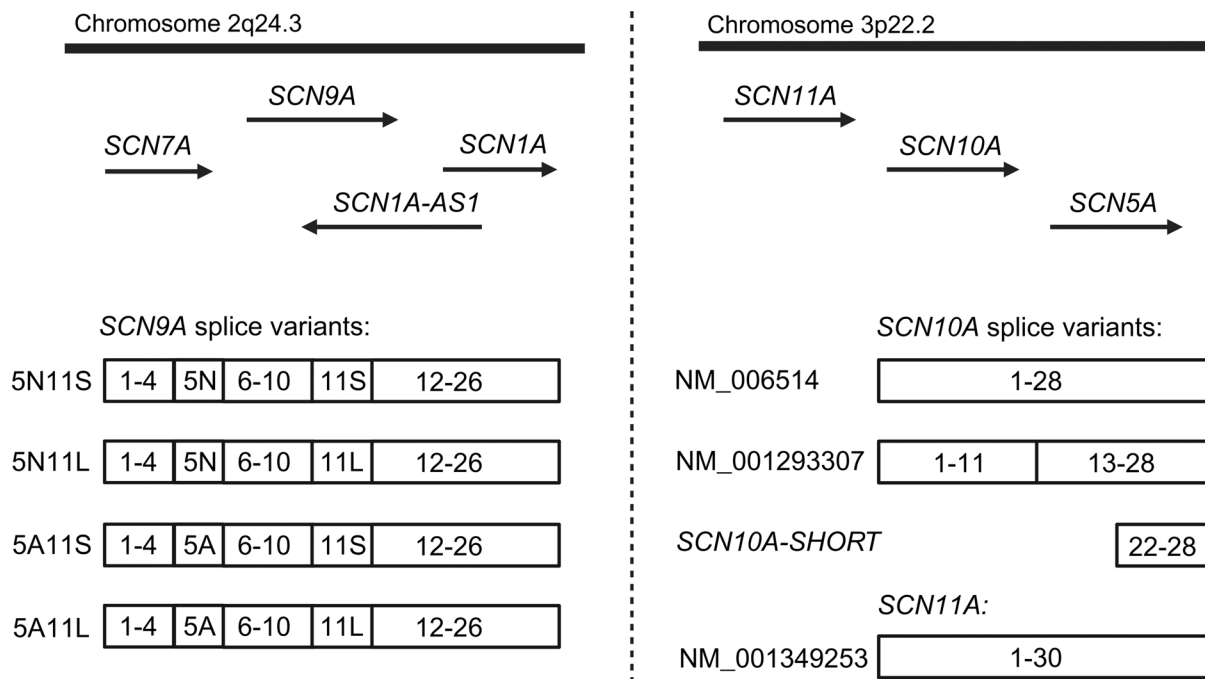 Chromosome 2q24.3
SCN9A
SCN7A
SCN1A
SCN1A-AS1
SCN9A splice variants:
5N11S 1-4 5N 6-10 11S 12-26
5N11L 1-4 5N 6-10 11L 12-26
5A11S 1-4 5A 6-10 11S 12-26
5A11L 1-4 5A 6-10 11L 12-26
Chromosome 3p22.2
SCN11A
SCN10A
SCN5A
SCN10A splice variants:
NM_006514 1-28
NM_001293307 1-11 13-28
SCN10A-SHORT 22-28
SCN11A:
NM_001349253 1-30